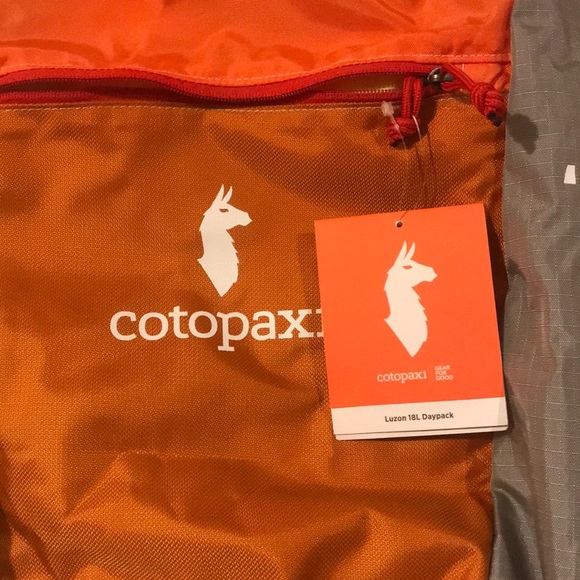 cotopaxi
cotopaxi
GEAR
FOR
GOOD
Luzon 18L Daypack